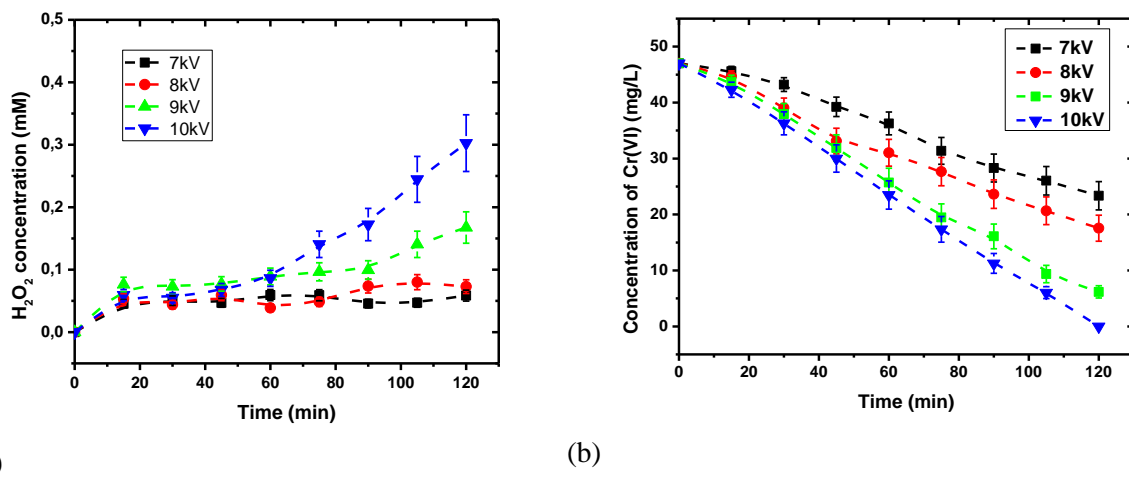 0,5
0,4
0,3
0,2
0,1
0,0
H2O2 concentration (mM)
7kV
8kV
9kV
10kV
0 20 40 60 80 100 120
Time (min)
)
50
40
30
20
10
0
Concentration of Cr(VI) (mg/L)
7kV
8kV
9kV
10kV
0 20 40 60 80 100 120
Time (min)
(b)